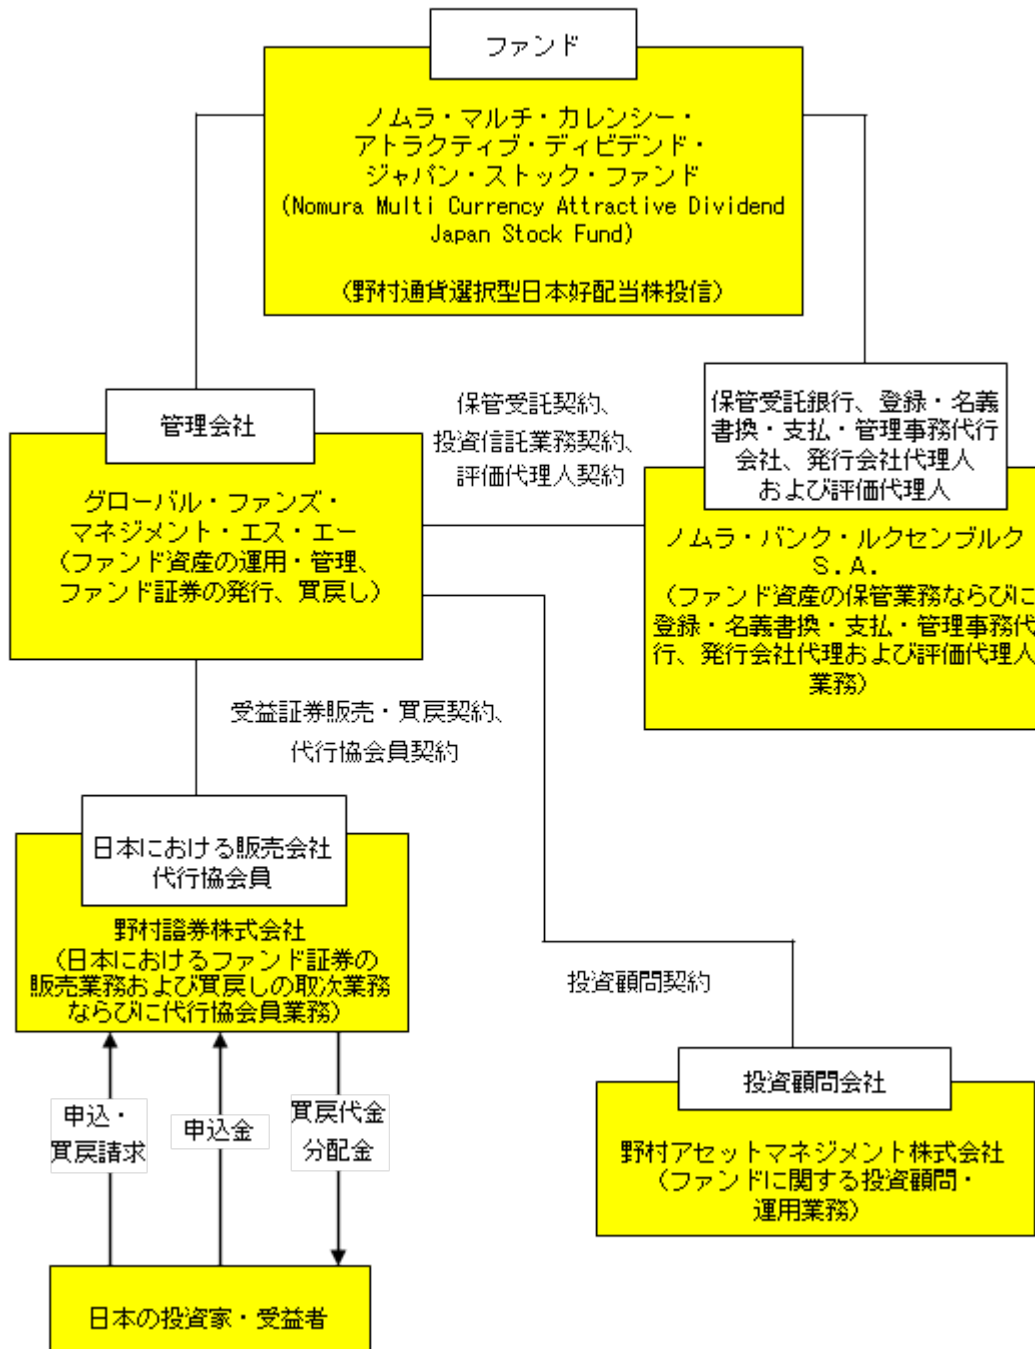 ファンド
ノムラ・マルチ・カレンシー・
アトラクティブ・ディビデンド・
ジャパン・ストック・ファンド
(Nomura Multi Currency Attractive Dividend
Japan Stock Fund)
(野村通貨選択型日本好配当株投信)
管理会社
グローバル・ファンズ・
マネジメント・エス・エー
(ファンド資産の運用・管理、
ファンド証券の発行、買戻し)
保管受託契約、
投資信託業務契約、
評価代理人契約
保管受託銀行、登録・名義
書換・支払・管理事務代行
会社、発行会社代理人
および評価代理人
ノムラ・バンク・ルクセンブルク
S.A.
(ファンド資産の保管業務ならびに
登録・名義書換・支払・管理事務代
行、発行会社代理および評価代理人
業務)
受益証券販売・買戻契約、
代行協会員契約
日本における販売会社
代行協会員
野村證券株式会社
(日本におけるファンド証券の
販売業務および買戻しの取次業務
ならびに代行協会員業務)
投資顧問契約
投資顧問会社
野村アセットマネジメント株式会社
(ファンドに関する投資顧問・
運用業務)
申込・
買戻請求
申込金
買戻代金
分配金
日本の投資家・受益者